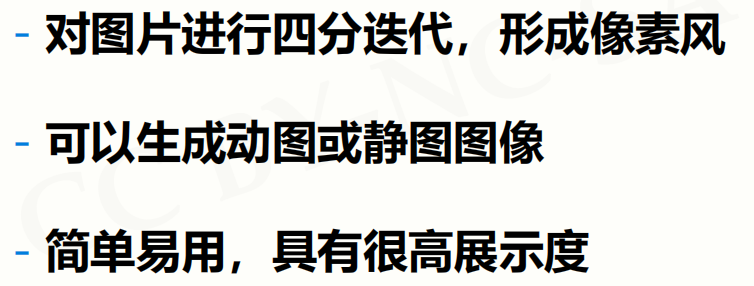 - 对图片进行四分迭代，形成像素风
- 可以生成动图或静图图像
- 简单易用，具有很高展示度